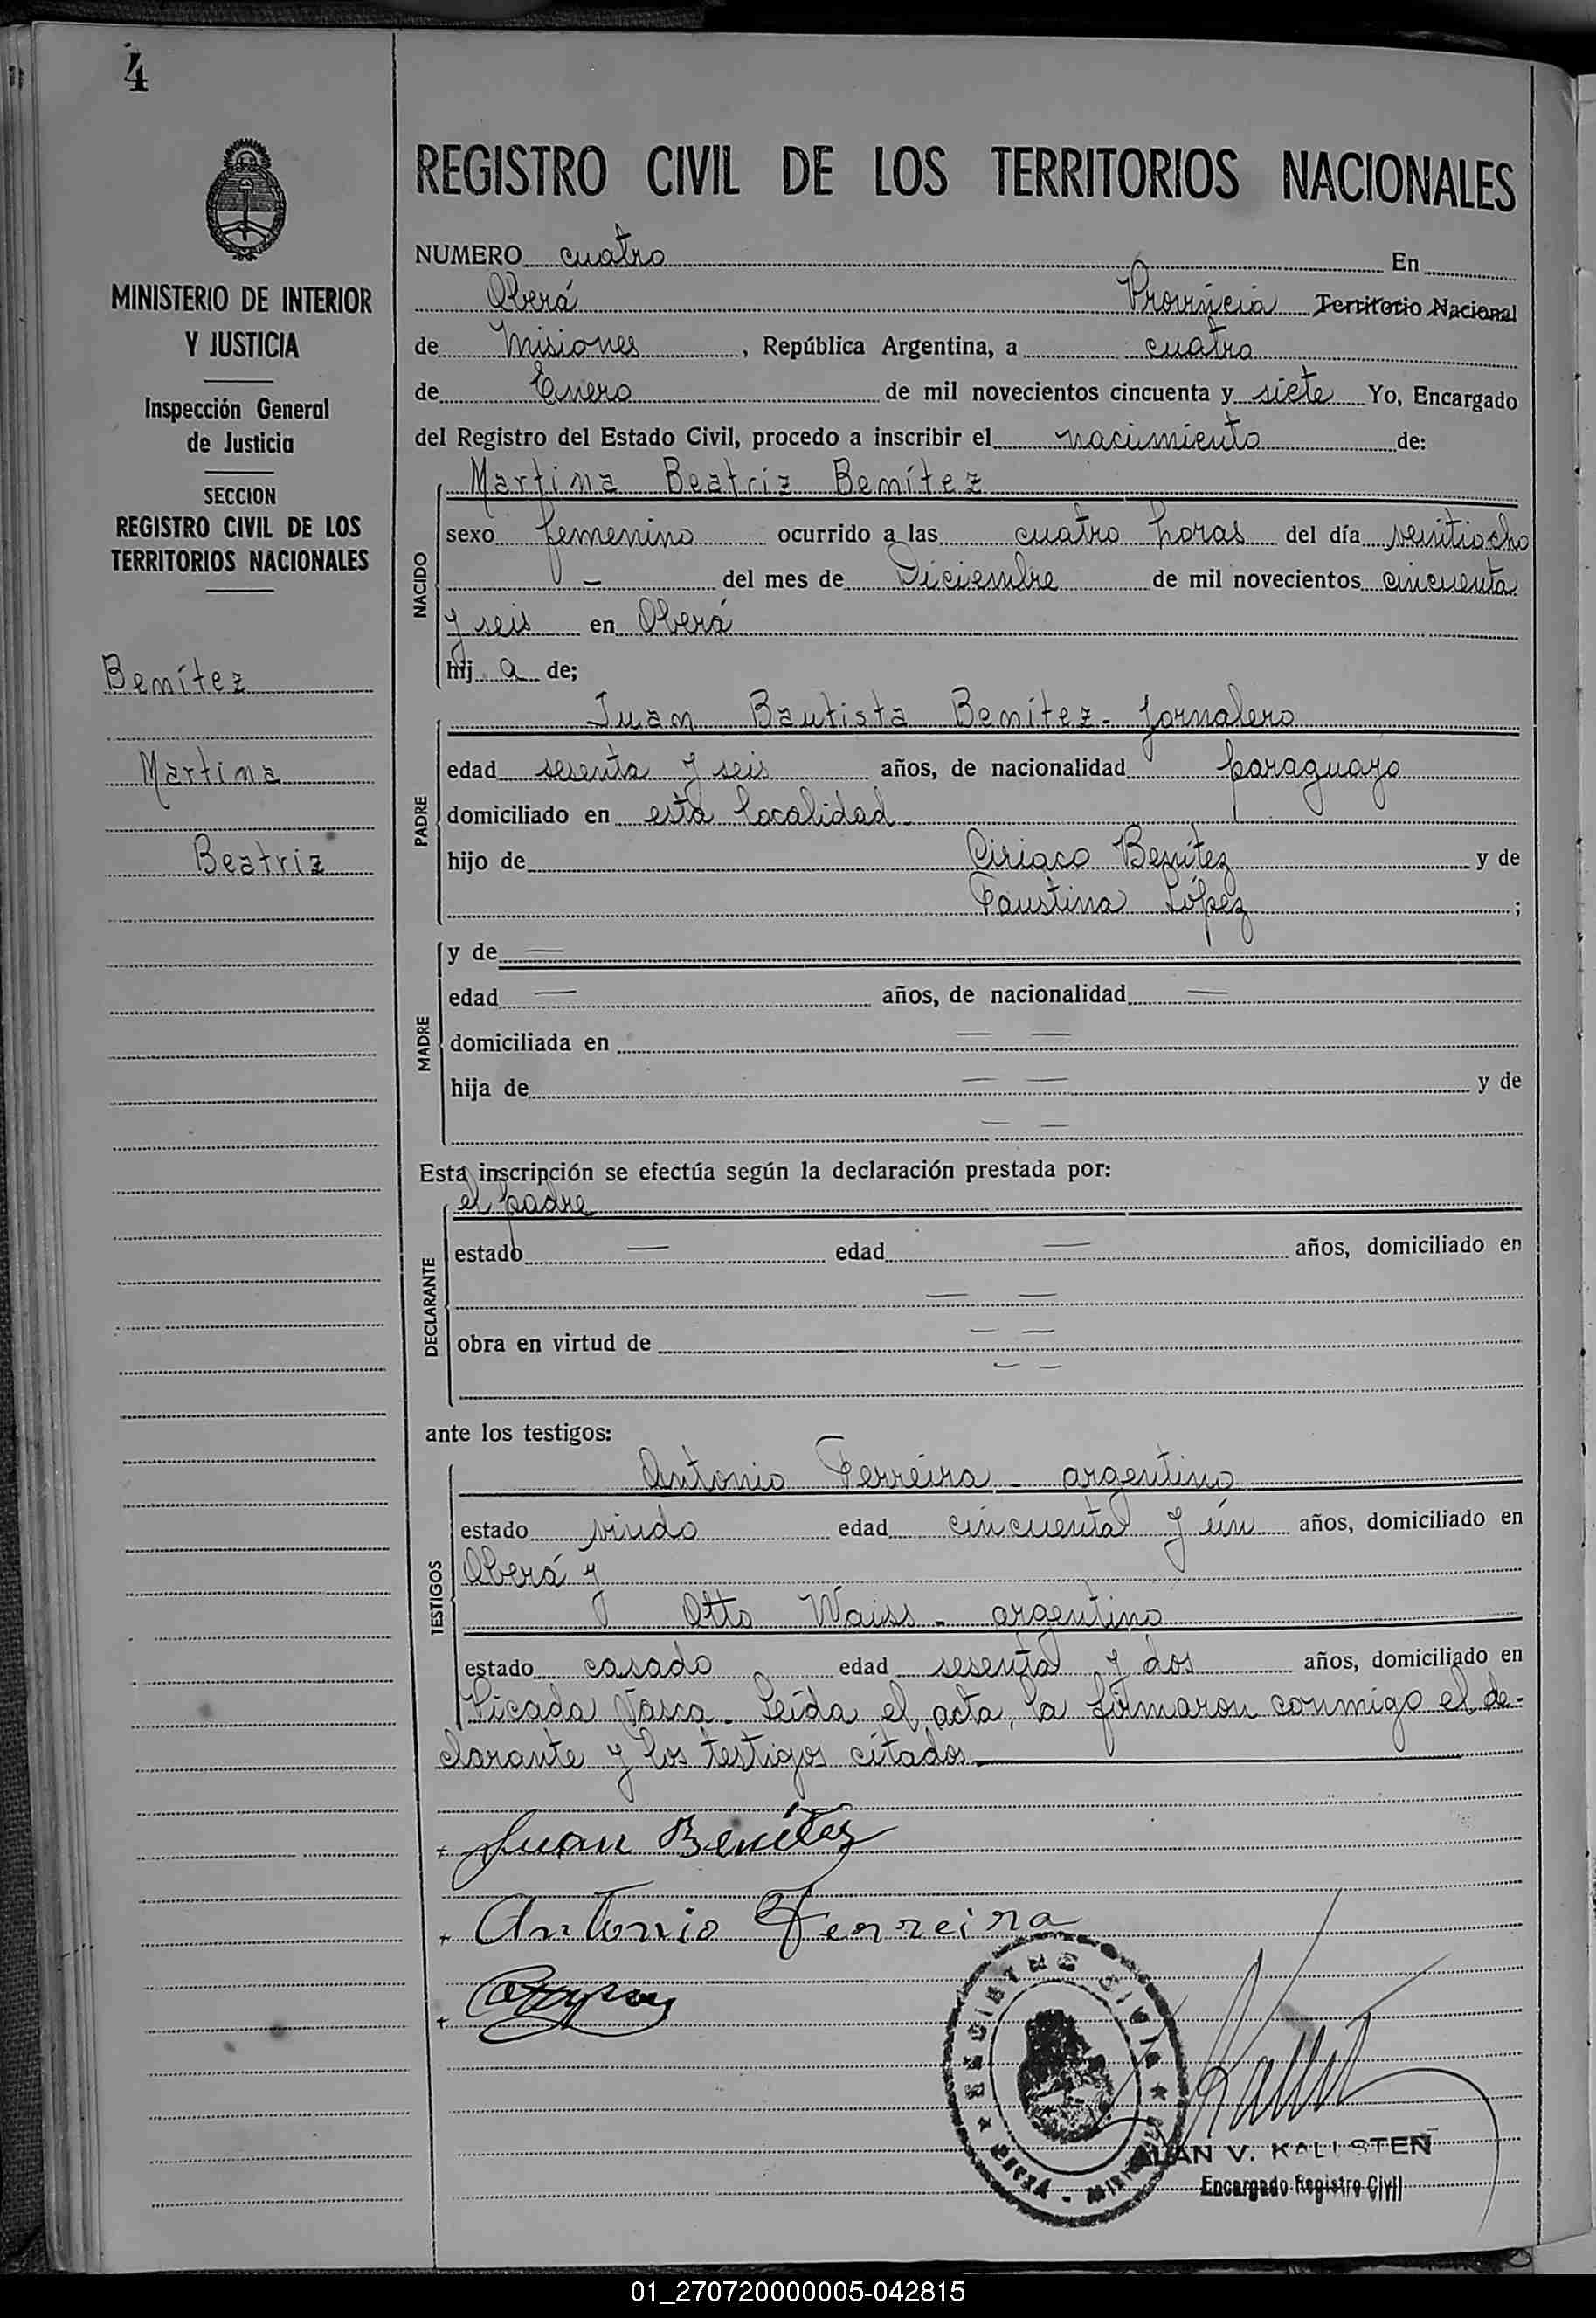 4
MINISTERIO DE INTERIOR
Y JUSTICIA
Inspección General
de Justicia
SECCION
REGISTRO CIVIL DE LOS
TERRITORIOS NACIONALES
Benítez
Martina
Beatriz
REGISTRO CIVIL DE LOS TERRITORIOS NACIONALES
NUMERO cuatro En
Oberá Provincia Territorio Nacional
de Misiones, República Argentina, a cuatro
de Enero de mil novecientos cincuenta y siete Yo, Encargado
del Registro del Estado Civil, procedo a inscribir el nacimiento de:
Martina Beatriz Benítez
NACIDO
sexo femenino ocurrido a las cuatro horas del día veintiocho
— del mes de Diciembre de mil novecientos cincuenta
y seis en Oberá
hij a de;
Juan Bautista Benítez - jornalero
PADRE
edad sesenta y seis años, de nacionalidad paraguayo
domiciliado en esta localidad -
hijo de Ciriaco Benítez y de
Faustina López ;
MADRE
y de —
edad — años, de nacionalidad —
domiciliada en — —
hija de — — y de
— —
Esta inscripción se efectúa según la declaración prestada por:
el padre
DECLARANTE
estado — edad — años, domiciliado en
— —
obra en virtud de — —
— —
ante los testigos:
TESTIGOS
Antonio Ferreira - argentino
estado viudo edad cincuenta y un años, domiciliado en
Oberá y
Otto Waiss - argentino
estado casado edad sesenta y dos años, domiciliado en
Picada Vasca - Leída el acta, la firmaron conmigo el de-
clarante y los testigos citados.
Juan Benítez
Antonio Ferreira
REGISTRO CIVIL
V. KALLSTEN
Encargado Registro Civil
01_270720000005-042815